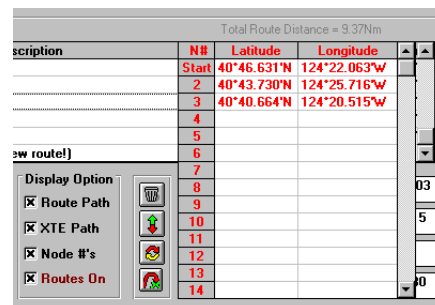 Total Route Distance = 9.37Nm
scription N# Latitude Longitude
Start 40°46.631'N 124°22.063'W
2 40°43.730'N 124°25.716'W
3 40°40.664'N 124°20.515'W
4
5
ew route!) 6
7
Display Option 8 03
Route Path 9
10 5
XTE Path 11
Node #'s 12
13
Routes On 14 00